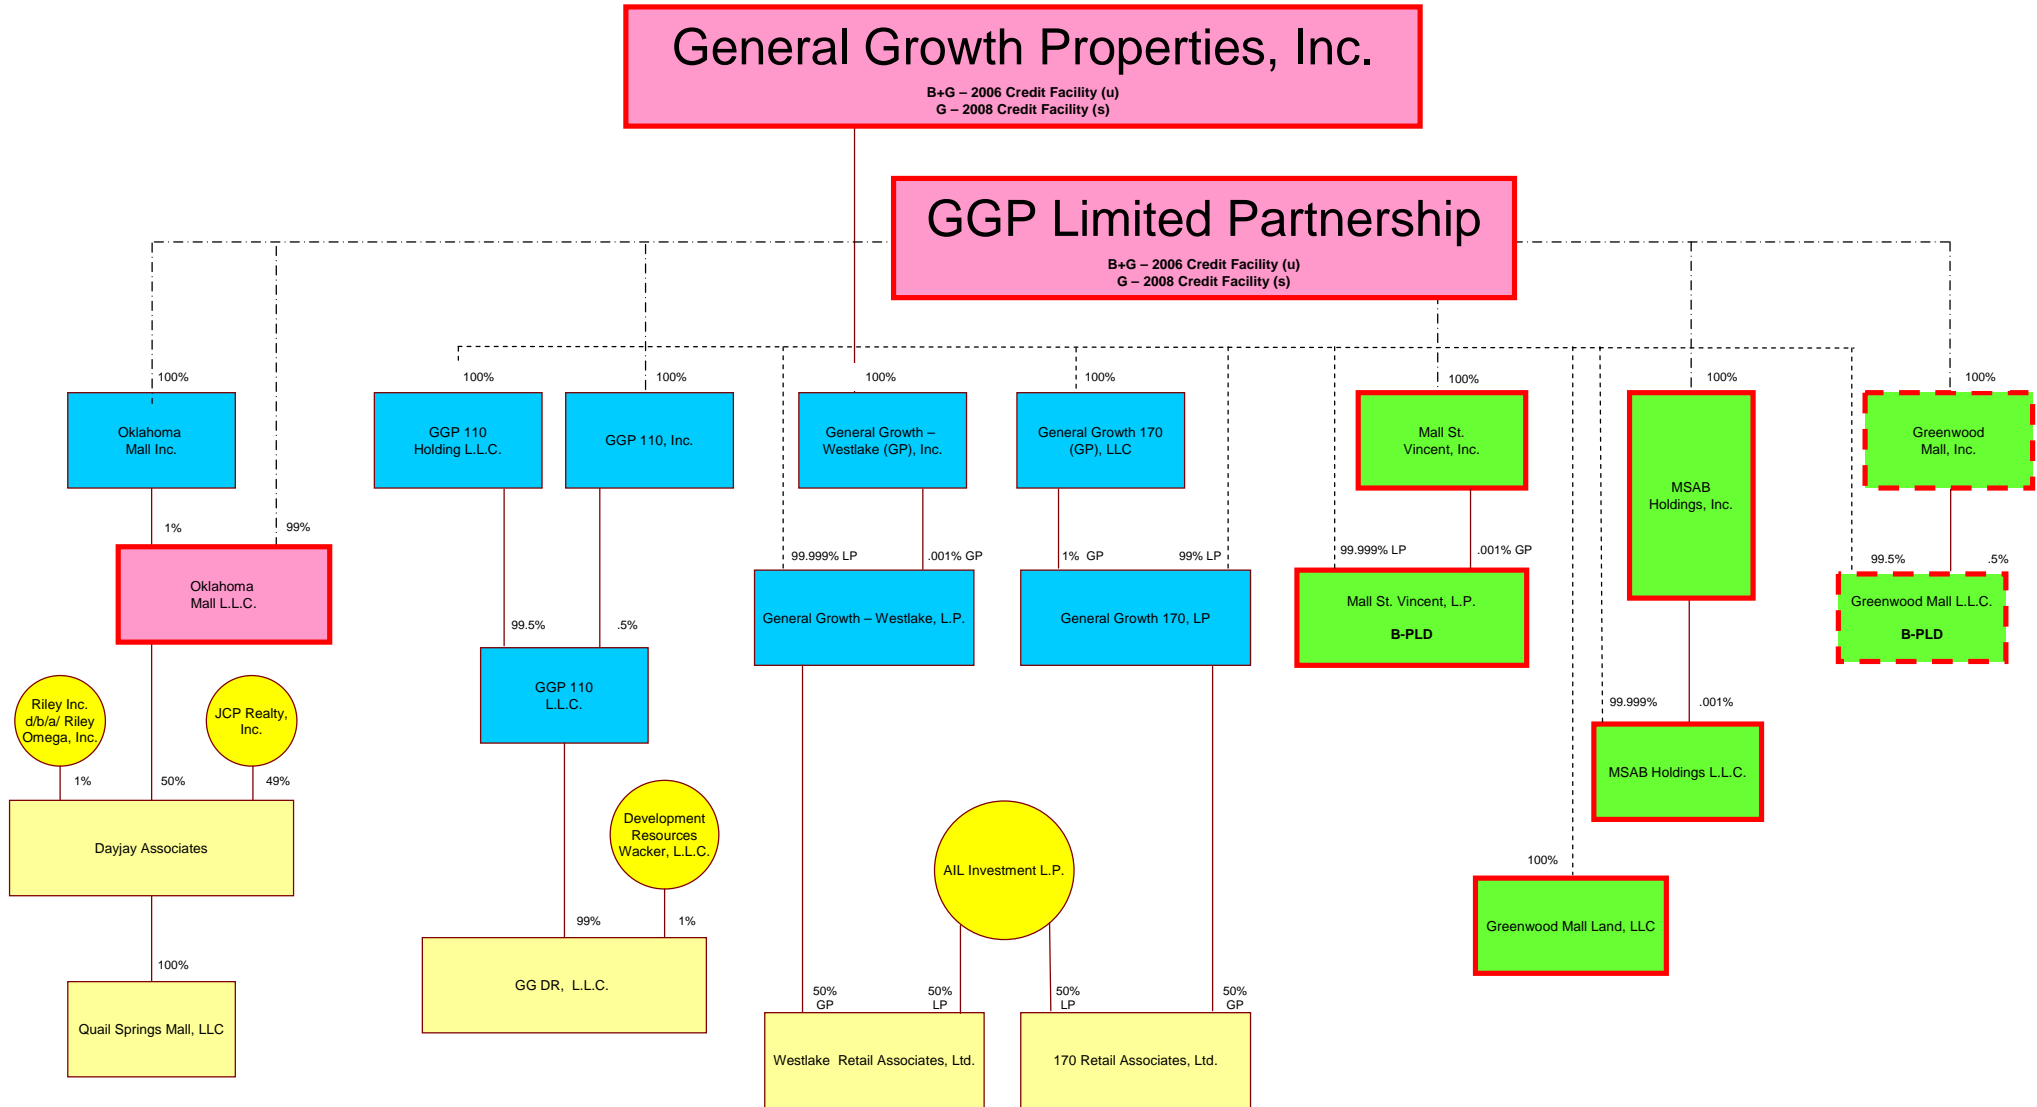 General Growth Properties, Inc.
B+G – 2006 Credit Facility (u)
G – 2008 Credit Facility (s)
GGP Limited Partnership
B+G – 2006 Credit Facility (u)
G – 2008 Credit Facility (s)
100%
100%
100%
100%
100%
100%
100%
100%
Oklahoma
Mall Inc.
GGP 110
Holding L.L.C.
GGP 110, Inc.
General Growth –
Westlake (GP), Inc.
General Growth 170
(GP), LLC
Mall St.
Vincent, Inc.
MSAB
Holdings, Inc.
Greenwood
Mall, Inc.
1%
99%
99.999% LP
.001% GP
1% GP
99% LP
99.999% LP
.001% GP
99.5%
.5%
Oklahoma
Mall L.L.C.
99.5%
.5%
General Growth – Westlake, L.P.
General Growth 170, LP
Mall St. Vincent, L.P.
B-PLD
Greenwood Mall L.L.C.
B-PLD
GGP 110
L.L.C.
Riley Inc.
d/b/a/ Riley
Omega, Inc.
JCP Realty,
Inc.
99.999%
.001%
1%
50%
49%
MSAB Holdings L.L.C.
Dayjay Associates
Development
Resources
Wacker, L.L.C.
AIL Investment L.P.
100%
Greenwood Mall Land, LLC
99%
1%
100%
GG DR, L.L.C.
50%
GP
50%
LP
50%
LP
50%
GP
Quail Springs Mall, LLC
Westlake Retail Associates, Ltd.
170 Retail Associates, Ltd.